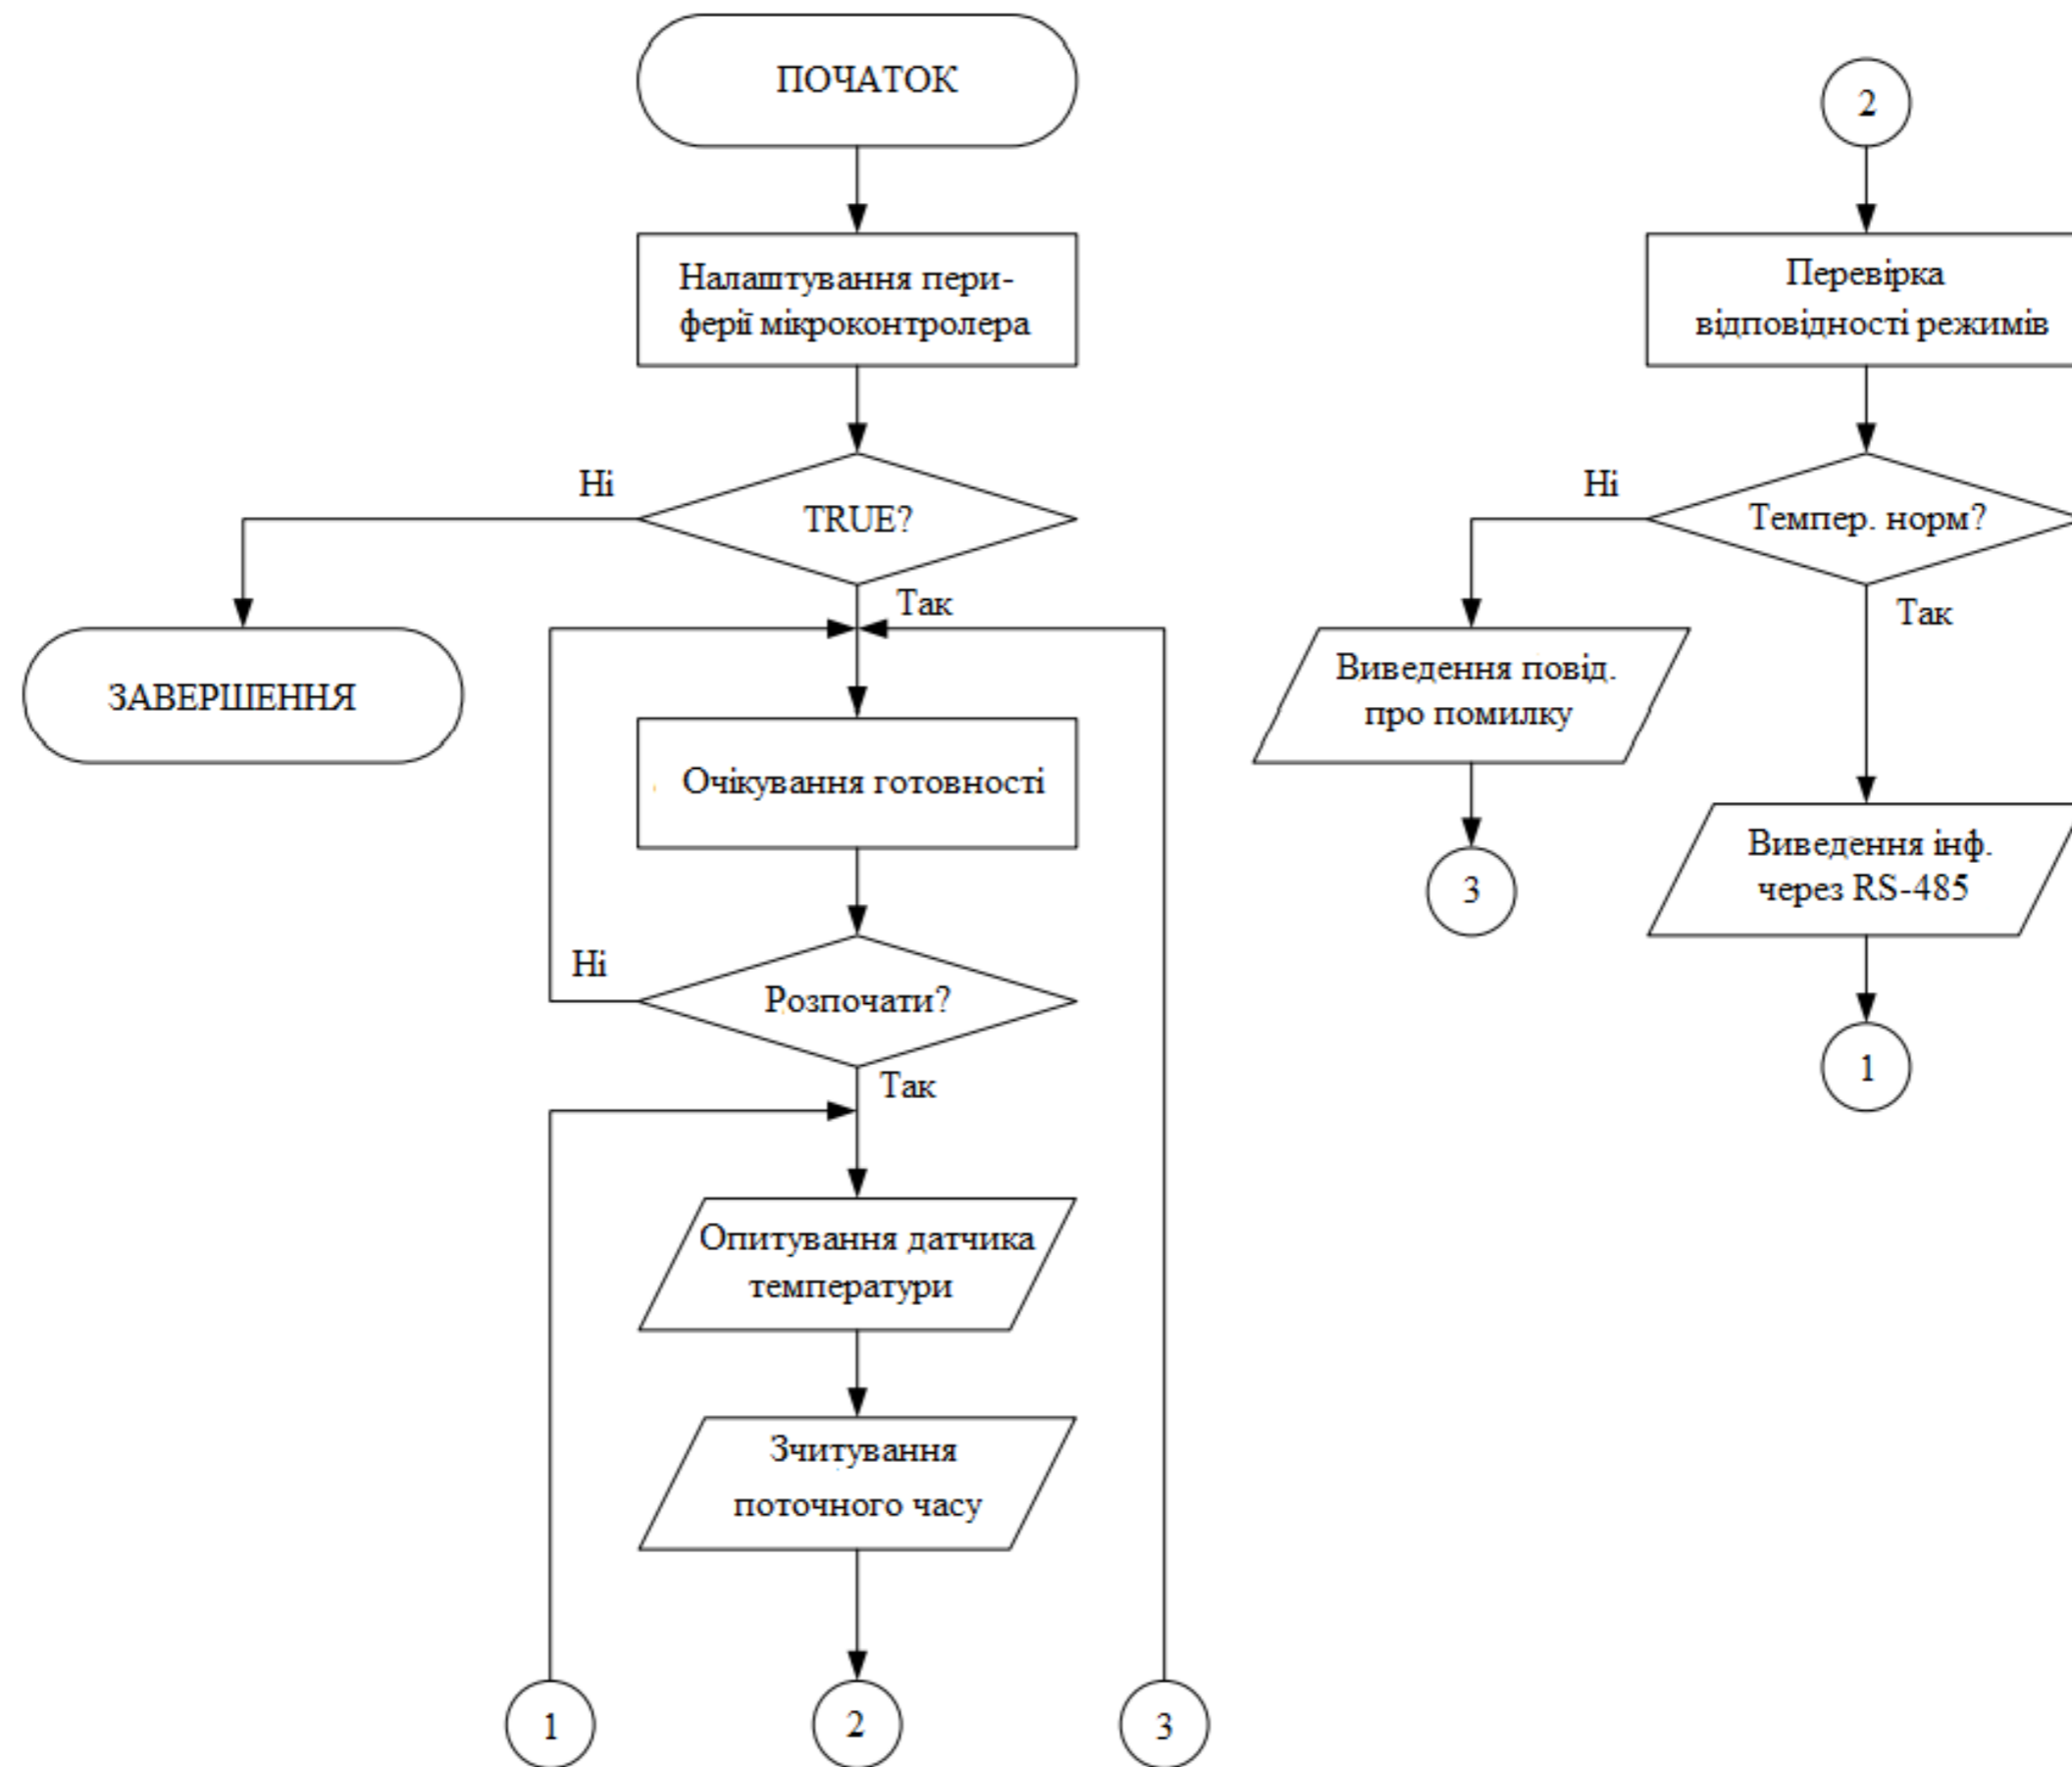 ПОЧАТОК
Налаштування пери-
ферії мікроконтролера
TRUE?
Ні
Так
ЗАВЕРШЕННЯ
Очікування готовності
Розпочати?
Ні
Так
Опитування датчика
температури
Зчитування
поточного часу
1
2
3
2
Перевірка
відповідності режимів
Темпер. норм?
Ні
Так
Виведення повід.
про помилку
3
Виведення інф.
через RS-485
1